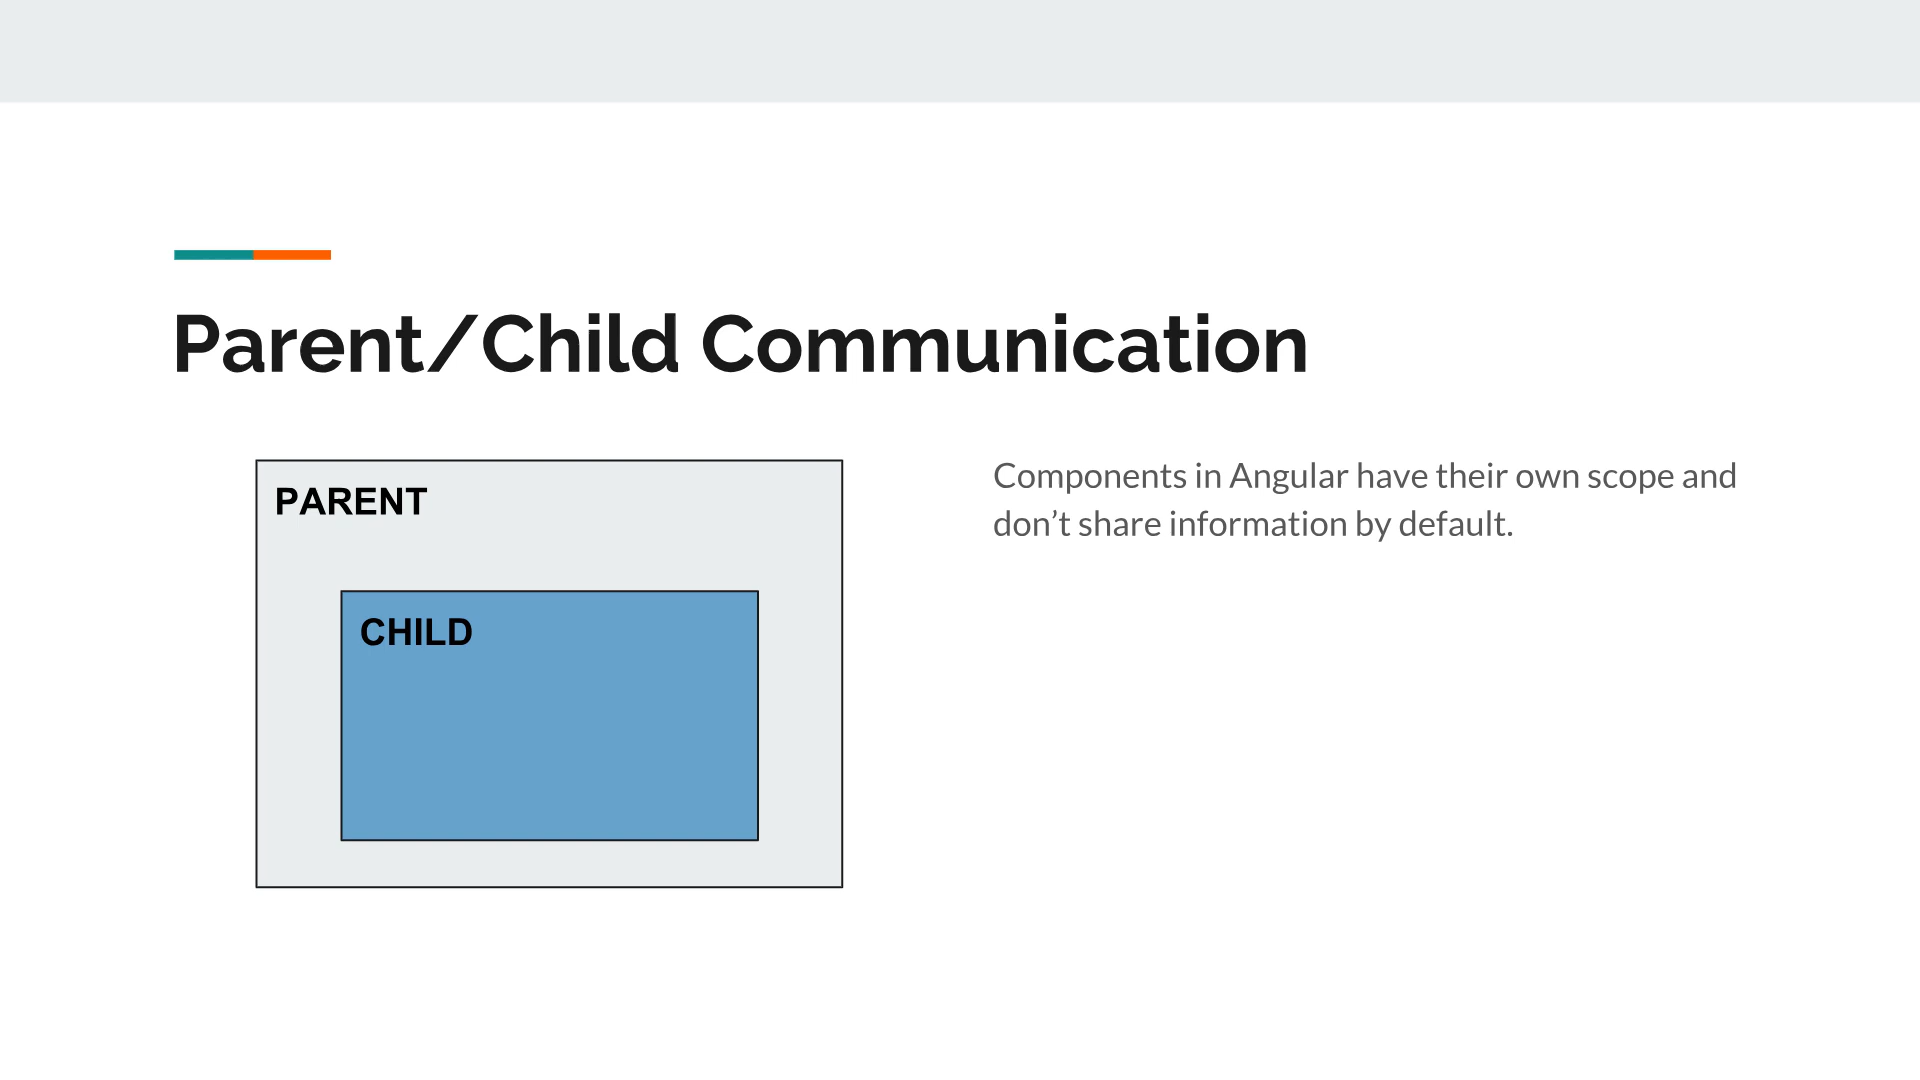 Parent/Child Communication
PARENT
CHILD
Components in Angular have their own scope and
don’t share information by default.